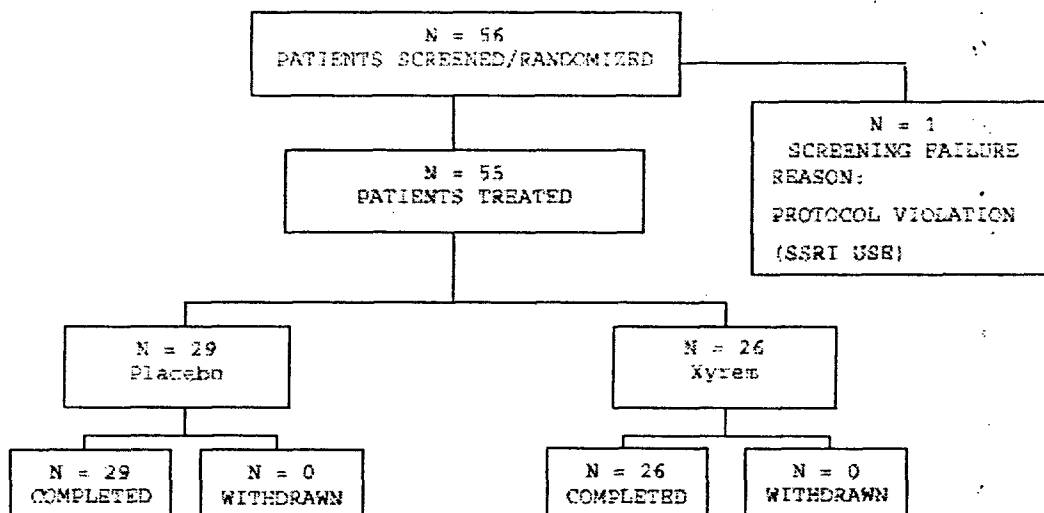 N = 56
PATIENTS SCREENED/RANDOMIZED
N = 1
SCREENING FAILURE
REASON:
PROTOCOL VIOLATION
(SSRI USE)
N = 55
PATIENTS TREATED
N = 29
Placebo
N = 26
Xyrem
N = 29
COMPLETED
N = 0
WITHDRAWN
N = 26
COMPLETED
N = 0
WITHDRAWN